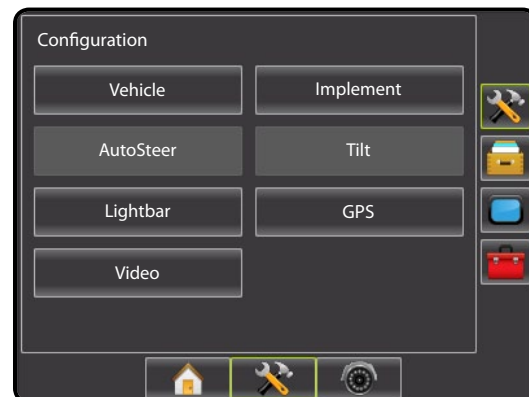 Configuration
Vehicle
Implement
AutoSteer
Tilt
Lightbar
GPS
Video